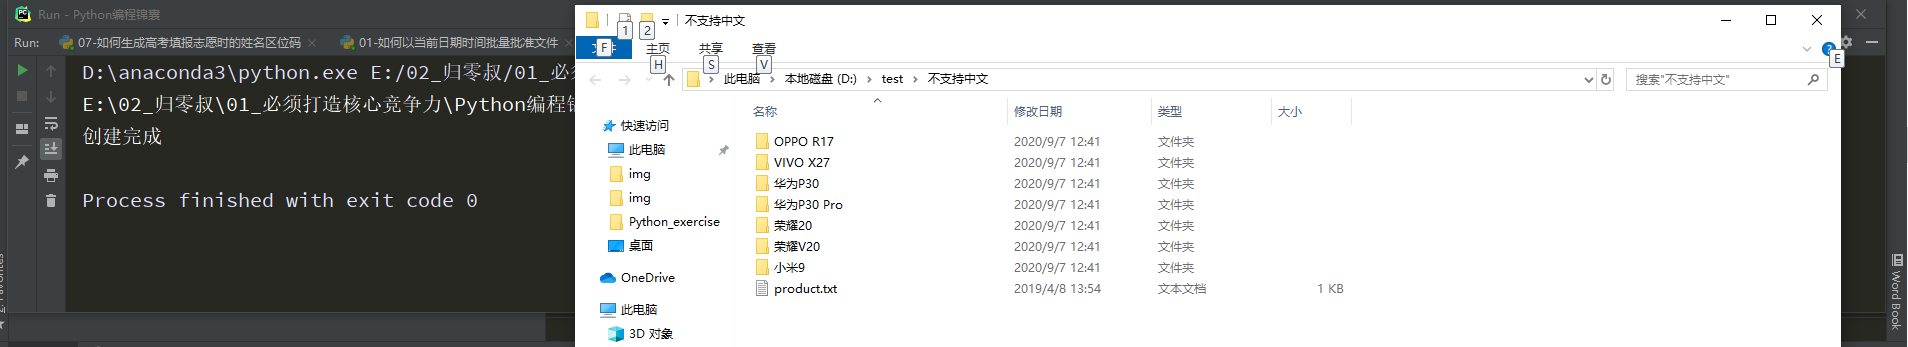 Run - Python编程锦囊
Run: 07-如何生成高考填报志愿时的姓名区位码 × 01-如何以当前日期时间批量批准文件 ×
D:\anaconda3\python.exe E:/02_归零叔/01_必
E:\02_归零叔\01_必须打造核心竞争力\Python编程锦
创建完成
Process finished with exit code 0
不支持中文
1 2
主页 共享 查看
F H S V E
此电脑 › 本地磁盘 (D:) › test › 不支持中文
搜索"不支持中文"
名称 修改日期 类型 大小
快速访问
此电脑
img
img
Python_exercise
桌面
OneDrive
此电脑
3D 对象
OPPO R17 2020/9/7 12:41 文件夹
VIVO X27 2020/9/7 12:41 文件夹
华为P30 2020/9/7 12:41 文件夹
华为P30 Pro 2020/9/7 12:41 文件夹
荣耀20 2020/9/7 12:41 文件夹
荣耀V20 2020/9/7 12:41 文件夹
小米9 2020/9/7 12:41 文件夹
product.txt 2019/4/8 13:54 文本文档 1 KB
Word Book